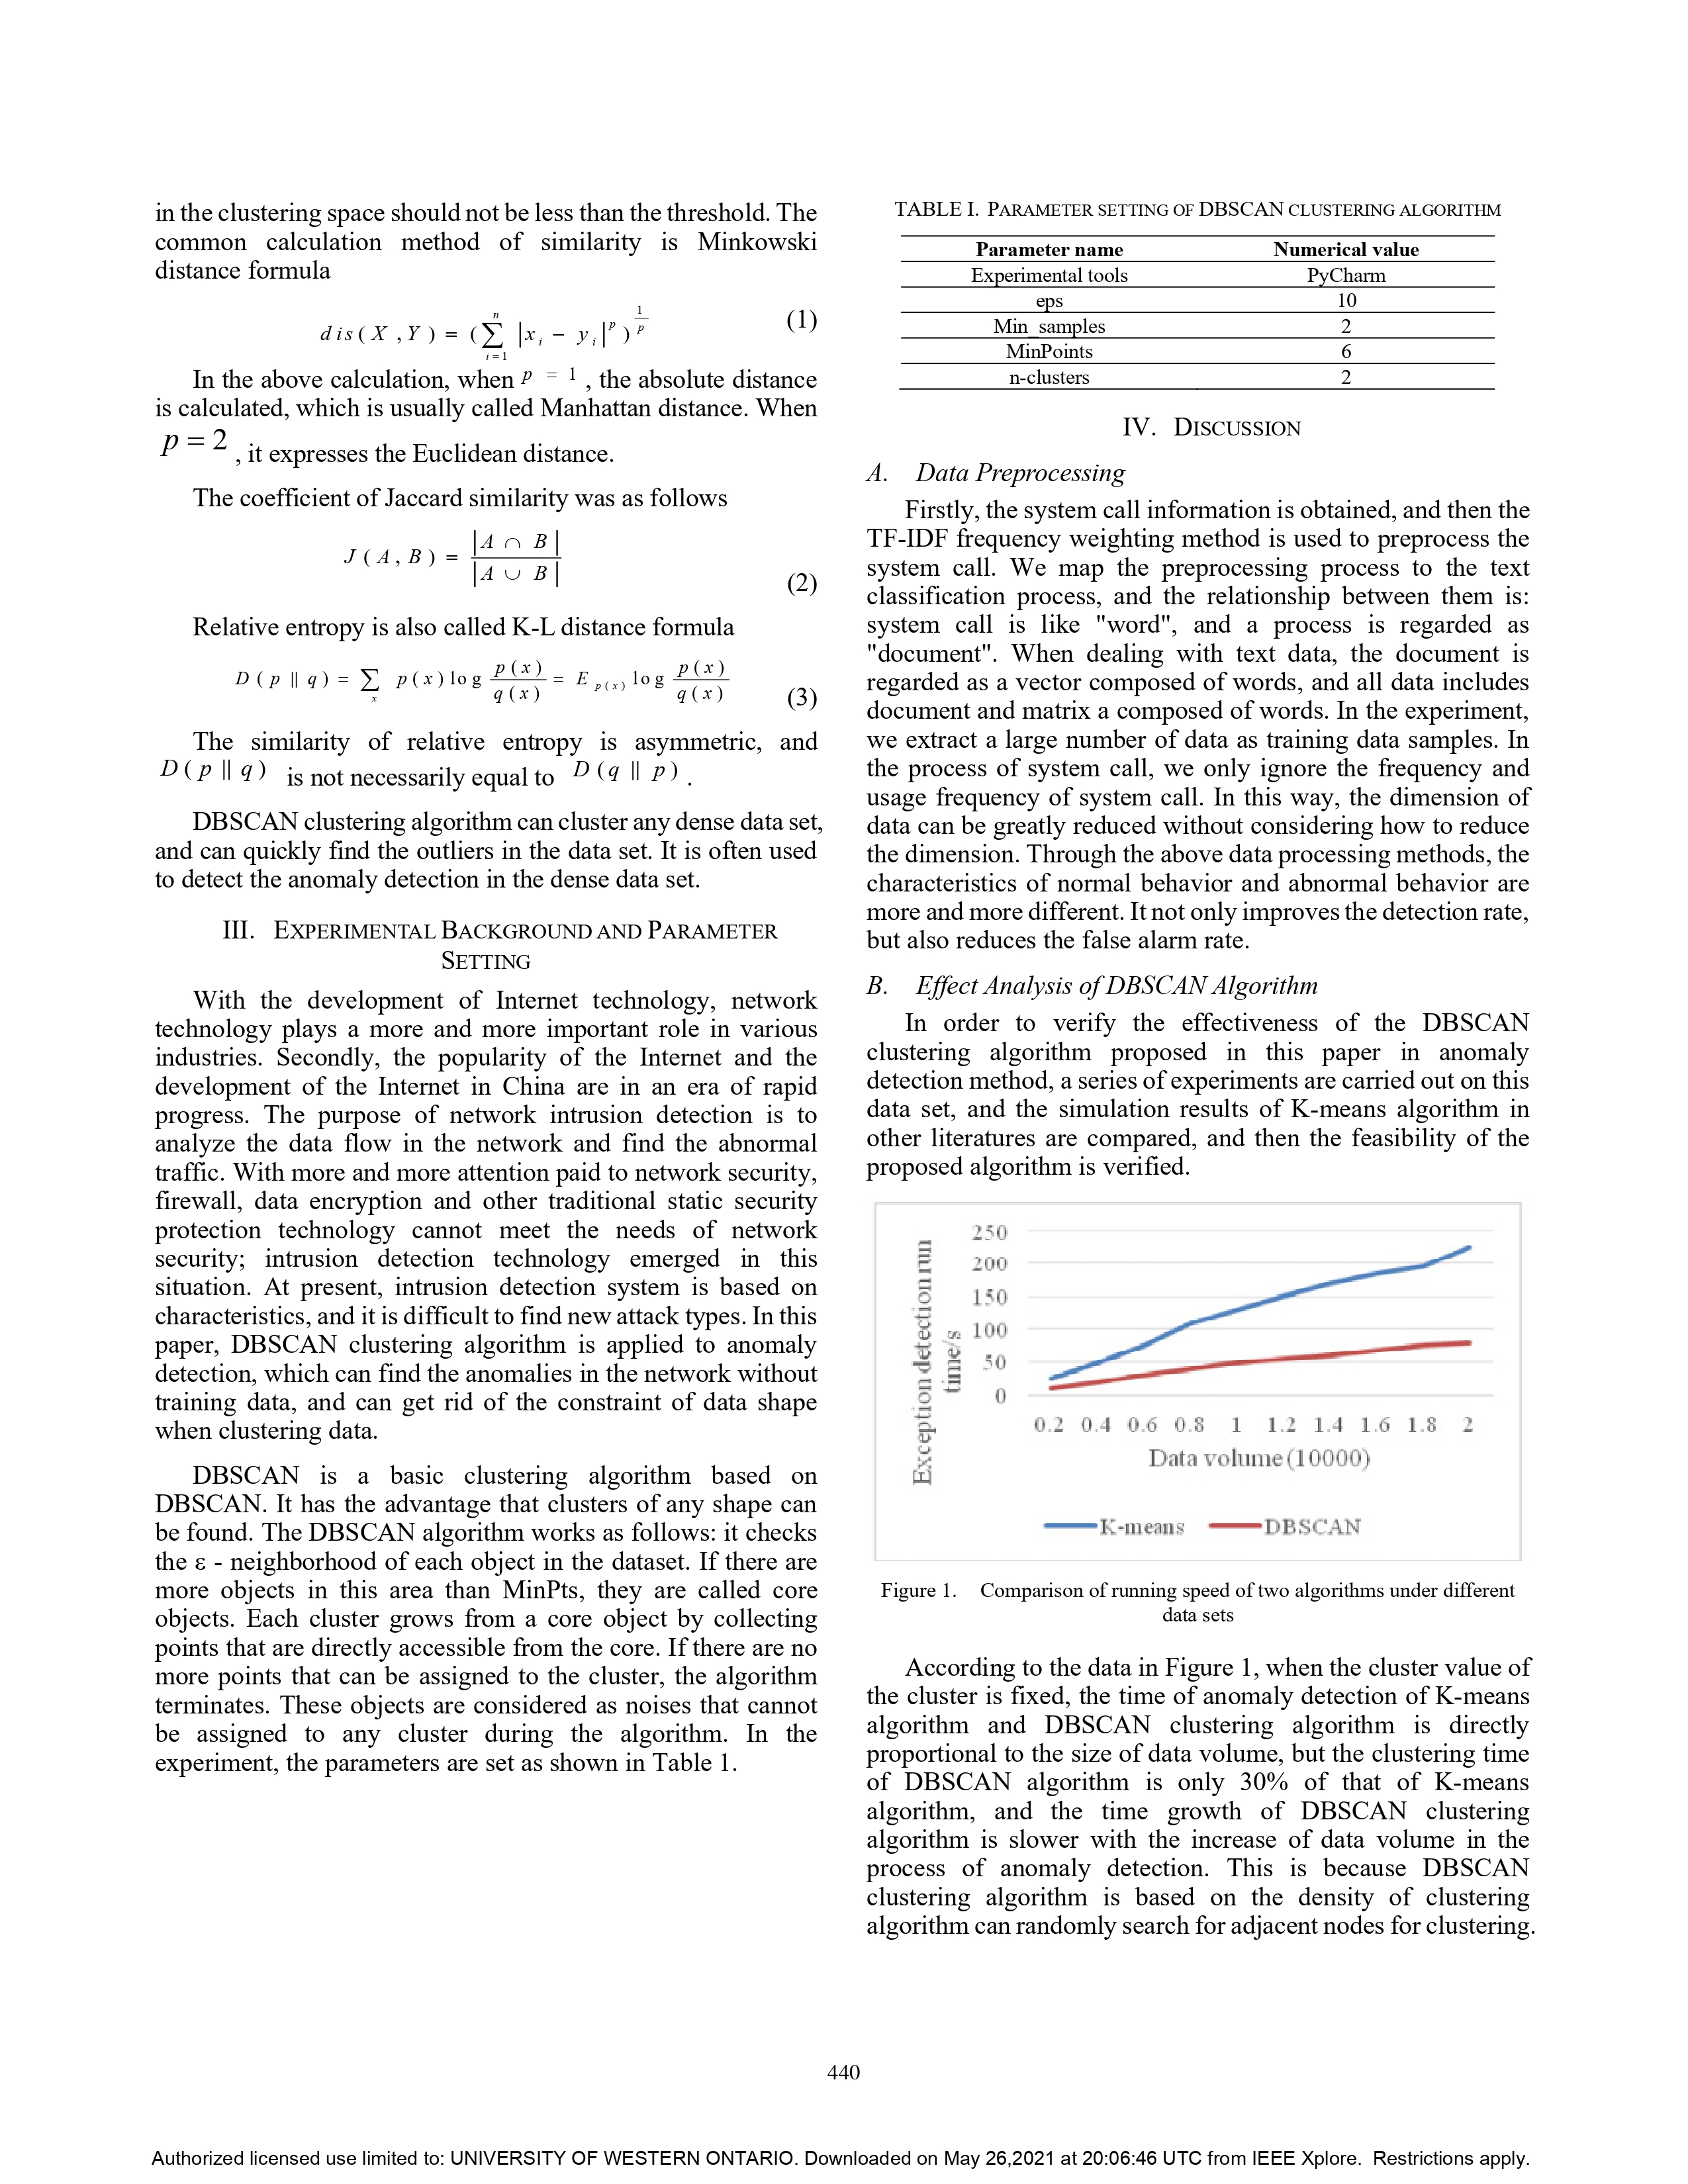 in the clustering space should not be less than the threshold. The
common calculation method of similarity is Minkowski
distance formula
dis(X,Y) = (∑_{i=1}^{n} |x_i − y_i|^p)^{1/p} (1)
In the above calculation, when p = 1 , the absolute distance
is calculated, which is usually called Manhattan distance. When
p = 2 , it expresses the Euclidean distance.
The coefficient of Jaccard similarity was as follows
J(A,B) = |A ∩ B| / |A ∪ B| (2)
Relative entropy is also called K-L distance formula
D(p || q) = ∑_x p(x) log p(x)/q(x) = E_{p(x)} log p(x)/q(x) (3)
The similarity of relative entropy is asymmetric, and
D(p || q) is not necessarily equal to D(q || p) .
DBSCAN clustering algorithm can cluster any dense data set,
and can quickly find the outliers in the data set. It is often used
to detect the anomaly detection in the dense data set.
III. EXPERIMENTAL BACKGROUND AND PARAMETER
SETTING
With the development of Internet technology, network
technology plays a more and more important role in various
industries. Secondly, the popularity of the Internet and the
development of the Internet in China are in an era of rapid
progress. The purpose of network intrusion detection is to
analyze the data flow in the network and find the abnormal
traffic. With more and more attention paid to network security,
firewall, data encryption and other traditional static security
protection technology cannot meet the needs of network
security; intrusion detection technology emerged in this
situation. At present, intrusion detection system is based on
characteristics, and it is difficult to find new attack types. In this
paper, DBSCAN clustering algorithm is applied to anomaly
detection, which can find the anomalies in the network without
training data, and can get rid of the constraint of data shape
when clustering data.
DBSCAN is a basic clustering algorithm based on
DBSCAN. It has the advantage that clusters of any shape can
be found. The DBSCAN algorithm works as follows: it checks
the ε - neighborhood of each object in the dataset. If there are
more objects in this area than MinPts, they are called core
objects. Each cluster grows from a core object by collecting
points that are directly accessible from the core. If there are no
more points that can be assigned to the cluster, the algorithm
terminates. These objects are considered as noises that cannot
be assigned to any cluster during the algorithm. In the
experiment, the parameters are set as shown in Table 1.
TABLE I. PARAMETER SETTING OF DBSCAN CLUSTERING ALGORITHM
Parameter name Numerical value
Experimental tools PyCharm
eps 10
Min_samples 2
MinPoints 6
n-clusters 2
IV. DISCUSSION
A. Data Preprocessing
Firstly, the system call information is obtained, and then the
TF-IDF frequency weighting method is used to preprocess the
system call. We map the preprocessing process to the text
classification process, and the relationship between them is:
system call is like "word", and a process is regarded as
"document". When dealing with text data, the document is
regarded as a vector composed of words, and all data includes
document and matrix a composed of words. In the experiment,
we extract a large number of data as training data samples. In
the process of system call, we only ignore the frequency and
usage frequency of system call. In this way, the dimension of
data can be greatly reduced without considering how to reduce
the dimension. Through the above data processing methods, the
characteristics of normal behavior and abnormal behavior are
more and more different. It not only improves the detection rate,
but also reduces the false alarm rate.
B. Effect Analysis of DBSCAN Algorithm
In order to verify the effectiveness of the DBSCAN
clustering algorithm proposed in this paper in anomaly
detection method, a series of experiments are carried out on this
data set, and the simulation results of K-means algorithm in
other literatures are compared, and then the feasibility of the
proposed algorithm is verified.
Exception detection run
time/s
250
200
150
100
50
0
0.2 0.4 0.6 0.8 1 1.2 1.4 1.6 1.8 2
Data volume (10000)
K-means DBSCAN
Figure 1. Comparison of running speed of two algorithms under different
data sets
According to the data in Figure 1, when the cluster value of
the cluster is fixed, the time of anomaly detection of K-means
algorithm and DBSCAN clustering algorithm is directly
proportional to the size of data volume, but the clustering time
of DBSCAN algorithm is only 30% of that of K-means
algorithm, and the time growth of DBSCAN clustering
algorithm is slower with the increase of data volume in the
process of anomaly detection. This is because DBSCAN
clustering algorithm is based on the density of clustering
algorithm can randomly search for adjacent nodes for clustering.
440
Authorized licensed use limited to: UNIVERSITY OF WESTERN ONTARIO. Downloaded on May 26,2021 at 20:06:46 UTC from IEEE Xplore. Restrictions apply.